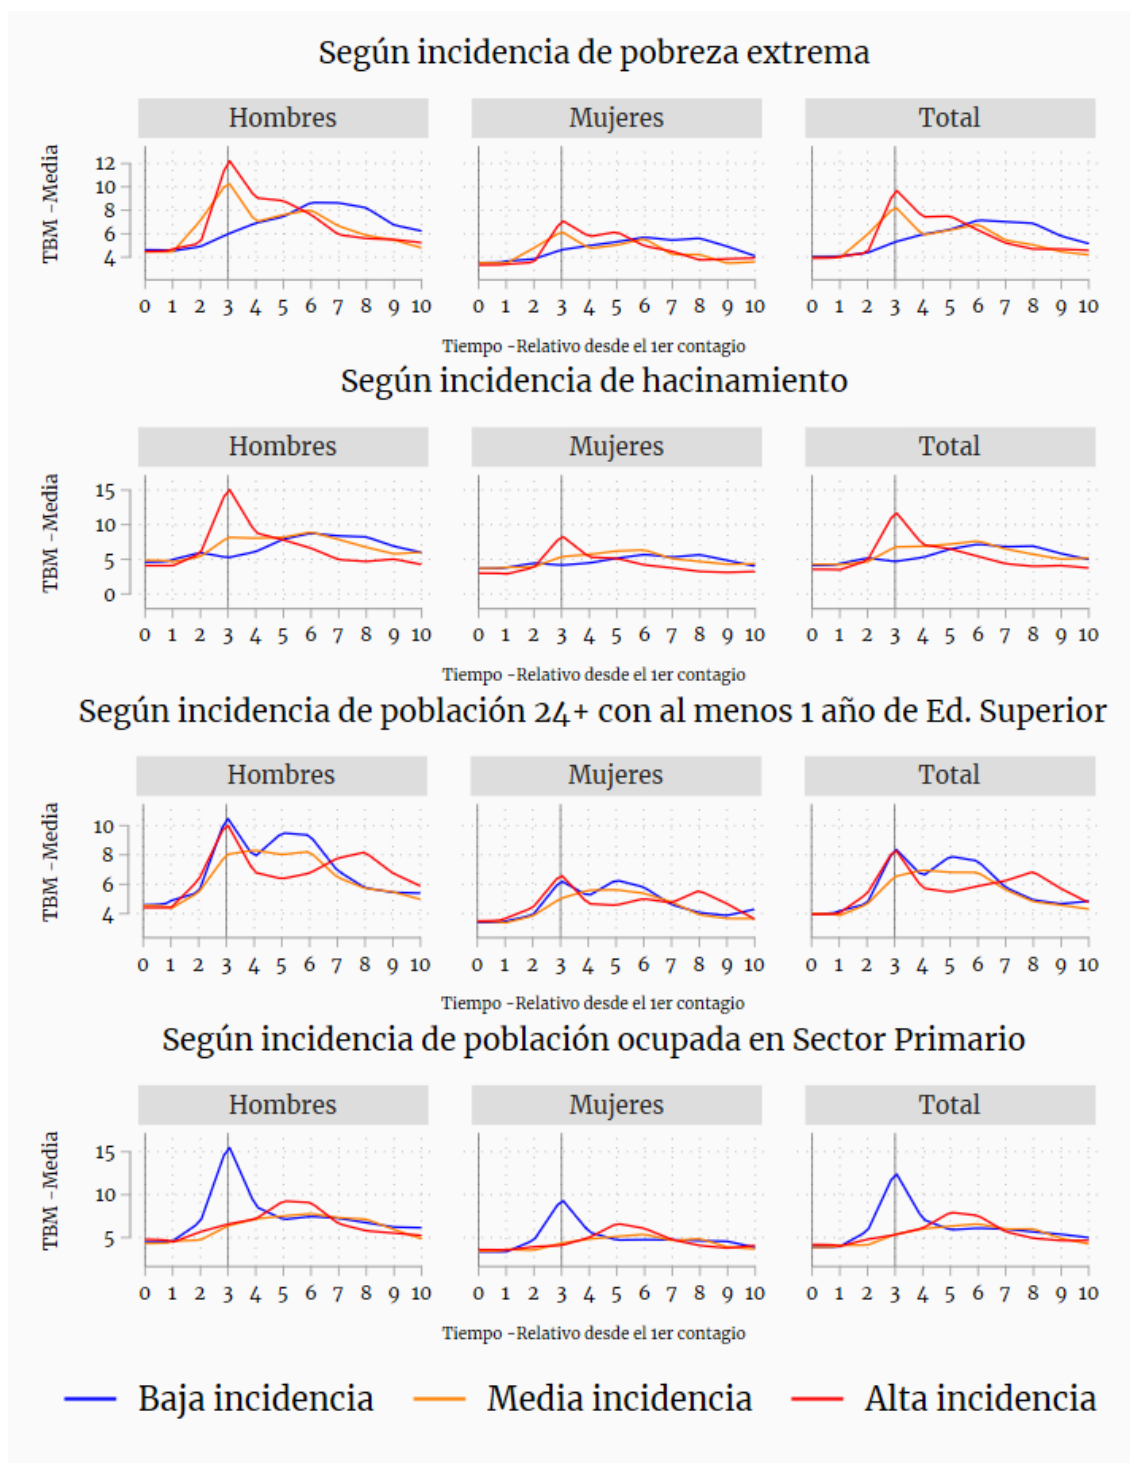 Según incidencia de pobreza extrema
Hombres Mujeres Total
TBM -Media
12
10
8
6
4
0 1 2 3 4 5 6 7 8 9 10 0 1 2 3 4 5 6 7 8 9 10 0 1 2 3 4 5 6 7 8 9 10
Tiempo -Relativo desde el 1er contagio
Según incidencia de hacinamiento
Hombres Mujeres Total
TBM -Media
15
10
5
0
0 1 2 3 4 5 6 7 8 9 10 0 1 2 3 4 5 6 7 8 9 10 0 1 2 3 4 5 6 7 8 9 10
Tiempo -Relativo desde el 1er contagio
Según incidencia de población 24+ con al menos 1 año de Ed. Superior
Hombres Mujeres Total
TBM -Media
10
8
6
4
0 1 2 3 4 5 6 7 8 9 10 0 1 2 3 4 5 6 7 8 9 10 0 1 2 3 4 5 6 7 8 9 10
Tiempo -Relativo desde el 1er contagio
Según incidencia de población ocupada en Sector Primario
Hombres Mujeres Total
TBM -Media
15
10
5
0 1 2 3 4 5 6 7 8 9 10 0 1 2 3 4 5 6 7 8 9 10 0 1 2 3 4 5 6 7 8 9 10
Tiempo -Relativo desde el 1er contagio
Baja incidencia Media incidencia Alta incidencia